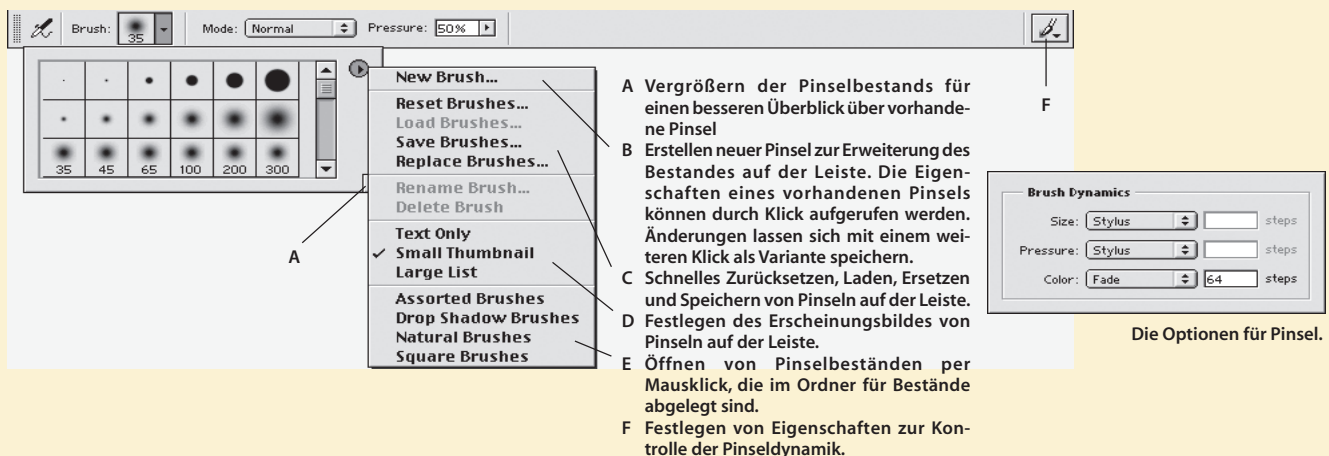 Brush: 35 Mode: Normal Pressure: 50%
35 45 65 100 200 300
New Brush...
Reset Brushes...
Load Brushes...
Save Brushes...
Replace Brushes...
Rename Brush...
Delete Brush
Text Only
✓ Small Thumbnail
Large List
Assorted Brushes
Drop Shadow Brushes
Natural Brushes
Square Brushes
A
A Vergrößern der Pinselbestands für
einen besseren Überblick über vorhande-
ne Pinsel
B Erstellen neuer Pinsel zur Erweiterung des
Bestandes auf der Leiste. Die Eigen-
schaften eines vorhandenen Pinsels
können durch Klick aufgerufen werden.
Änderungen lassen sich mit einem wei-
teren Klick als Variante speichern.
C Schnelles Zurücksetzen, Laden, Ersetzen
und Speichern von Pinseln auf der Leiste.
D Festlegen des Erscheinungsbildes von
Pinseln auf der Leiste.
E Öffnen von Pinselbeständen per
Mausklick, die im Ordner für Bestände
abgelegt sind.
F Festlegen von Eigenschaften zur Kon-
trolle der Pinseldynamik.
F
Brush Dynamics
Size: Stylus steps
Pressure: Stylus steps
Color: Fade 64 steps
Die Optionen für Pinsel.